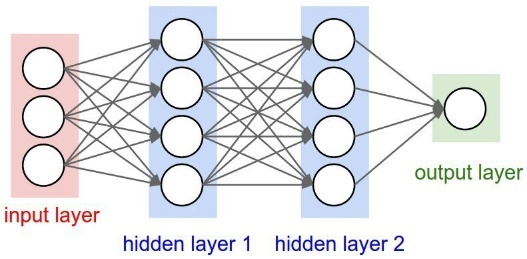 input layer
hidden layer 1
hidden layer 2
output layer